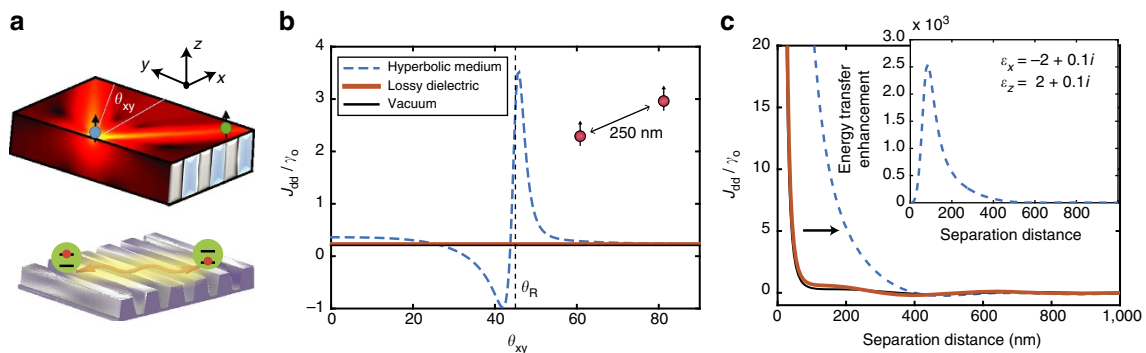 a
z
y
x
θxy
b
Jdd / γo
4
3
2
1
0
−1
Hyperbolic medium
Lossy dielectric
Vacuum
250 nm
θR
0
20
40
60
80
θxy
c
Jdd / γo
20
15
10
5
0
Energy transfer
enhancement
×10³
3.0
2.5
2
1.5
1
0.5
0
εx = −2 + 0.1i
εz = 2 + 0.1i
0
200
400
600
800
Separation distance
0
200
400
600
800
1,000
Separation distance (nm)